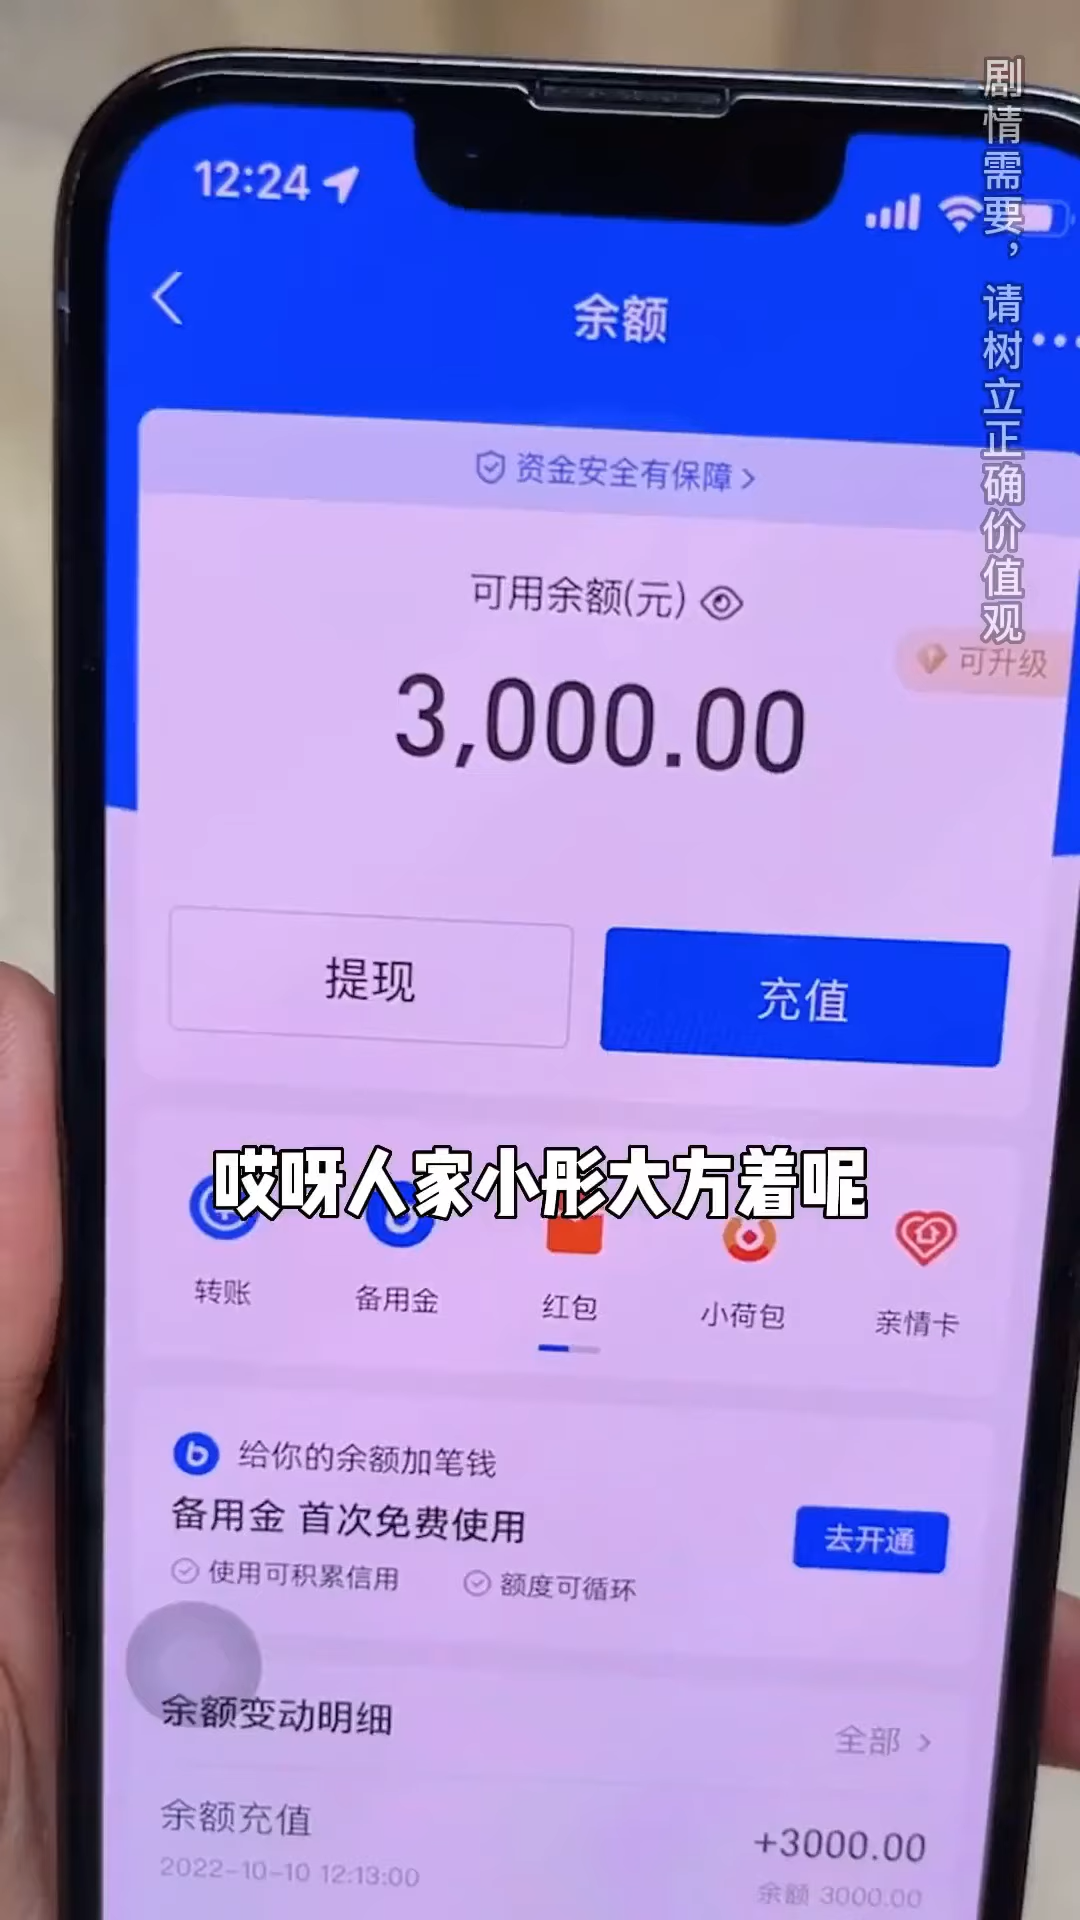 剧情需要，请树立正确价值观
12:24
余额
资金安全有保障
可用余额(元)
可升级
3,000.00
提现
充值
哎呀人家小彤大方着呢
转账
备用金
红包
小荷包
亲情卡
给你的余额加笔钱
备用金 首次免费使用
去开通
使用可积累信用
额度可循环
余额变动明细
全部
余额充值
+3000.00
2022-10-10 12:13:00
余额 3000.00